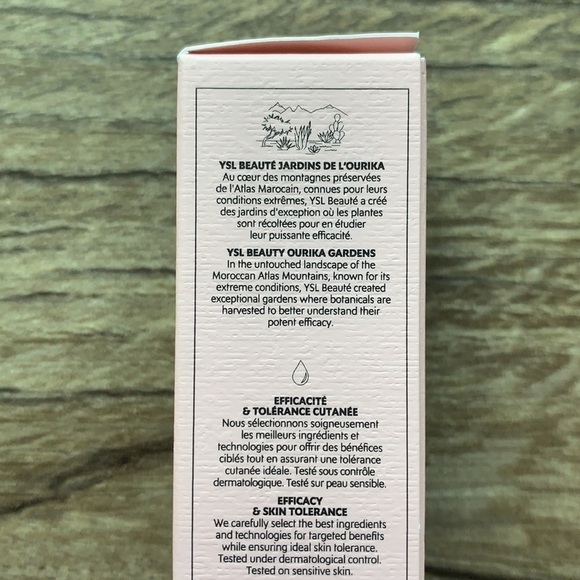 YSL BEAUTÉ JARDINS DE L'OURIKA
Au cœur des montagnes préservées
de l'Atlas Marocain, connues pour leurs
conditions extrêmes, YSL Beauté a créé
des jardins d'exception où les plantes
sont récoltées pour en étudier
leur puissante efficacité.
YSL BEAUTY OURIKA GARDENS
In the untouched landscape of the
Moroccan Atlas Mountains, known for its
extreme conditions, YSL Beauté created
exceptional gardens where botanicals are
harvested to better understand their
potent efficacy.
EFFICACITÉ
& TOLÉRANCE CUTANÉE
Nous sélectionnons soigneusement
les meilleurs ingrédients et
technologies pour offrir des bénéfices
ciblés tout en assurant une tolérance
cutanée idéale. Testé sous contrôle
dermatologique. Testé sur peau sensible.
EFFICACY
& SKIN TOLERANCE
We carefully select the best ingredients
and technologies for targeted benefits
while ensuring ideal skin tolerance.
Tested under dermatological control.
Tested on sensitive skin.